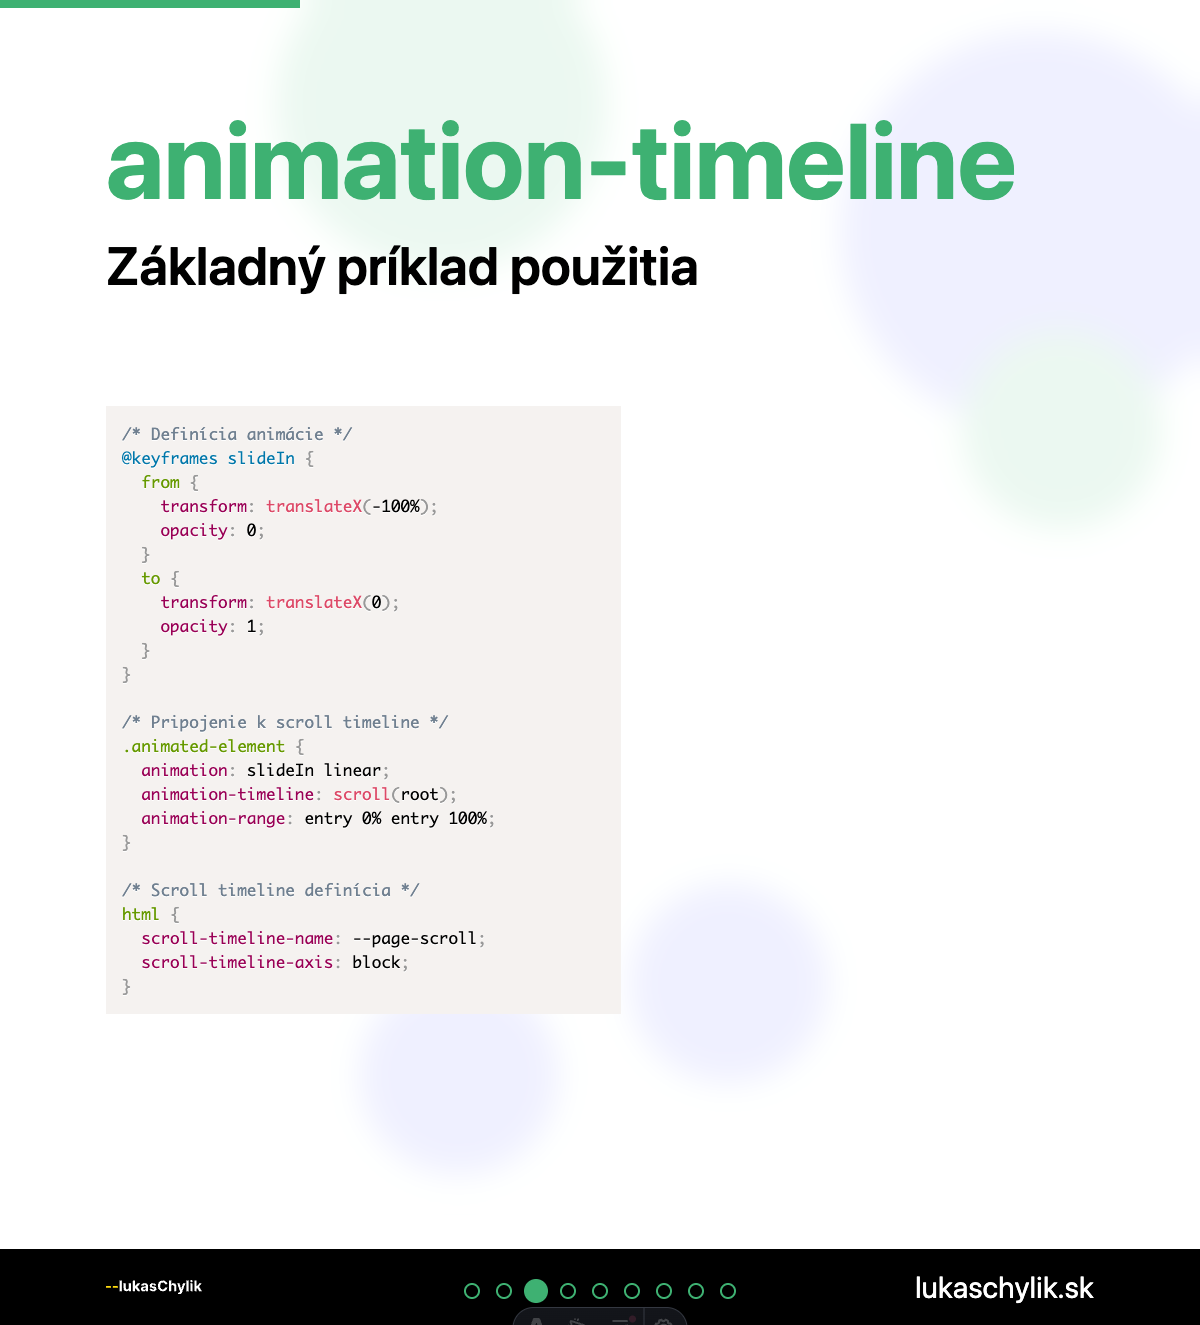 animation-timeline
Základný príklad použitia
/* Definícia animácie */
@keyframes slideIn {
  from {
    transform: translateX(-100%);
    opacity: 0;
  }
  to {
    transform: translateX(0);
    opacity: 1;
  }
}
/* Pripojenie k scroll timeline */
.animated-element {
  animation: slideIn linear;
  animation-timeline: scroll(root);
  animation-range: entry 0% entry 100%;
}
/* Scroll timeline definícia */
html {
  scroll-timeline-name: --page-scroll;
  scroll-timeline-axis: block;
}
--lukasChylik
lukaschylik.sk